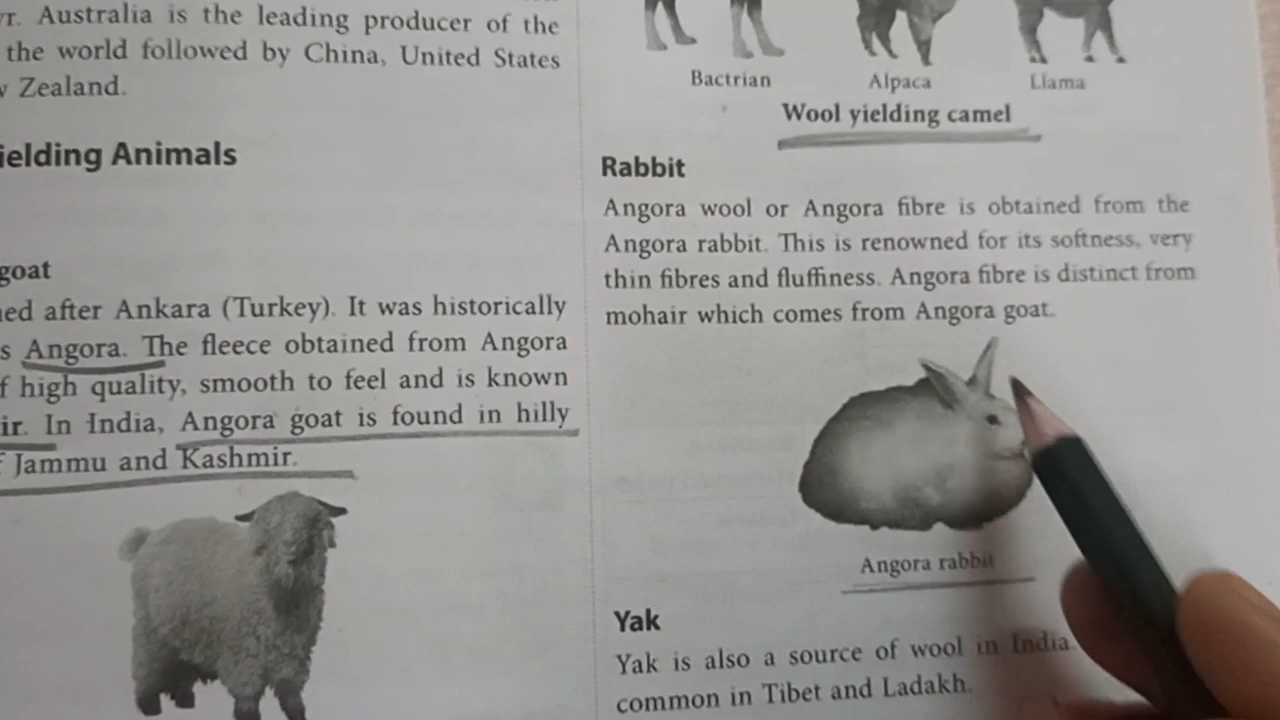 yr. Australia is the leading producer of the
the world followed by China, United States
Zealand.
ielding Animals
goat
ed after Ankara (Turkey). It was historically
s Angora. The fleece obtained from Angora
f high quality, smooth to feel and is known
ir. In India, Angora goat is found in hilly
f Jammu and Kashmir.
Bactrian
Alpaca
Llama
Wool yielding camel
Rabbit
Angora wool or Angora fibre is obtained from the
Angora rabbit. This is renowned for its softness, very
thin fibres and fluffiness. Angora fibre is distinct from
mohair which comes from Angora goat.
Angora rabbit
Yak
Yak is also a source of wool in India.
common in Tibet and Ladakh.